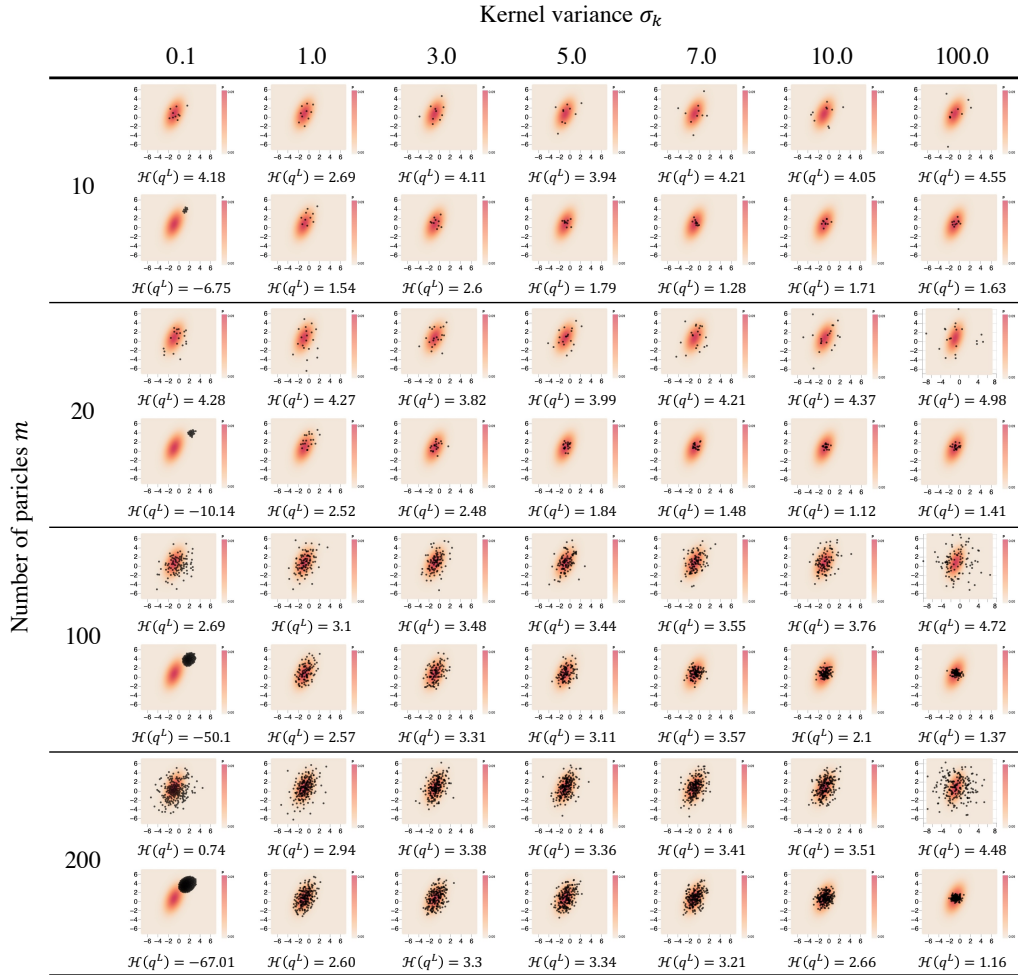 Kernel variance σ_k
0.1 1.0 3.0 5.0 7.0 10.0 100.0
Number of paricles m
10
ℋ(q^L) = 4.18 ℋ(q^L) = 2.69 ℋ(q^L) = 4.11 ℋ(q^L) = 3.94 ℋ(q^L) = 4.21 ℋ(q^L) = 4.05 ℋ(q^L) = 4.55
ℋ(q^L) = −6.75 ℋ(q^L) = 1.54 ℋ(q^L) = 2.6 ℋ(q^L) = 1.79 ℋ(q^L) = 1.28 ℋ(q^L) = 1.71 ℋ(q^L) = 1.63
20
ℋ(q^L) = 4.28 ℋ(q^L) = 4.27 ℋ(q^L) = 3.82 ℋ(q^L) = 3.99 ℋ(q^L) = 4.21 ℋ(q^L) = 4.37 ℋ(q^L) = 4.98
ℋ(q^L) = −10.14 ℋ(q^L) = 2.52 ℋ(q^L) = 2.48 ℋ(q^L) = 1.84 ℋ(q^L) = 1.48 ℋ(q^L) = 1.12 ℋ(q^L) = 1.41
100
ℋ(q^L) = 2.69 ℋ(q^L) = 3.1 ℋ(q^L) = 3.48 ℋ(q^L) = 3.44 ℋ(q^L) = 3.55 ℋ(q^L) = 3.76 ℋ(q^L) = 4.72
ℋ(q^L) = −50.1 ℋ(q^L) = 2.57 ℋ(q^L) = 3.31 ℋ(q^L) = 3.11 ℋ(q^L) = 3.57 ℋ(q^L) = 2.1 ℋ(q^L) = 1.37
200
ℋ(q^L) = 0.74 ℋ(q^L) = 2.94 ℋ(q^L) = 3.38 ℋ(q^L) = 3.36 ℋ(q^L) = 3.41 ℋ(q^L) = 3.51 ℋ(q^L) = 4.48
ℋ(q^L) = −67.01 ℋ(q^L) = 2.60 ℋ(q^L) = 3.3 ℋ(q^L) = 3.34 ℋ(q^L) = 3.21 ℋ(q^L) = 2.66 ℋ(q^L) = 1.16